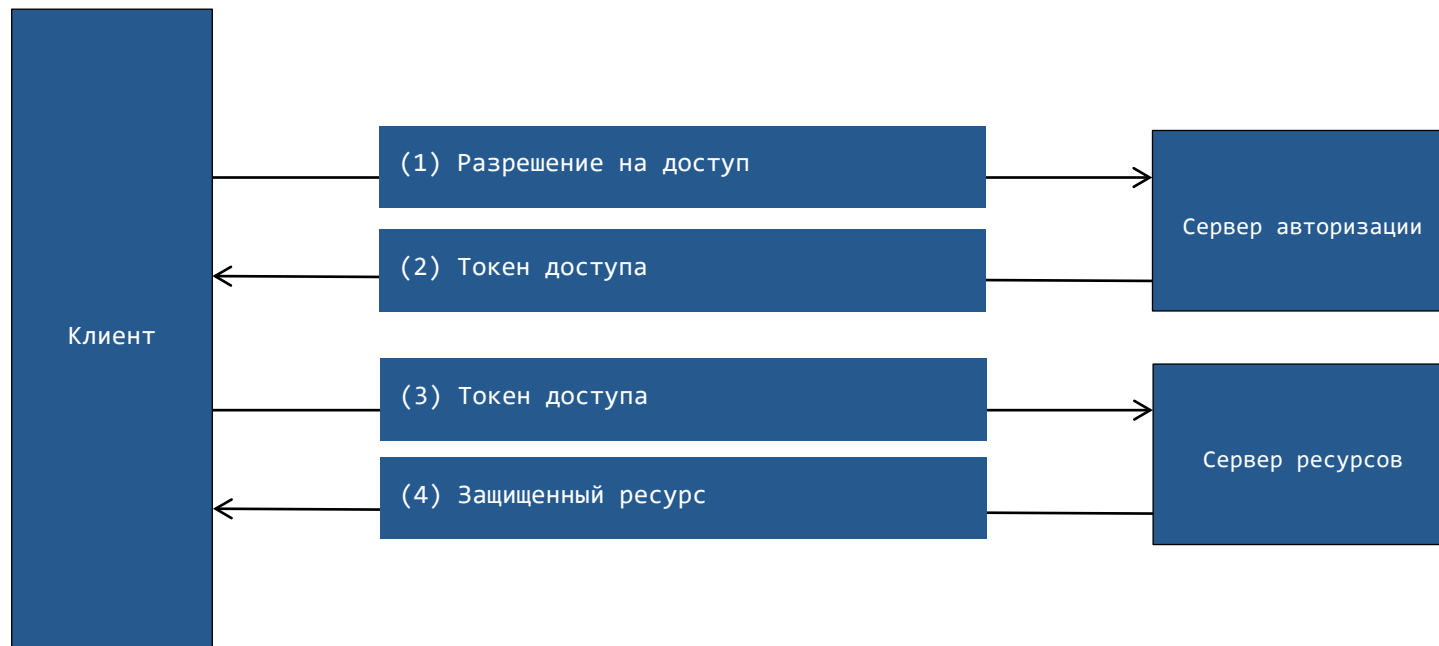 (1) Разрешение на доступ
Сервер авторизации
(2) Токен доступа
Клиент
(3) Токен доступа
Сервер ресурсов
(4) Защищенный ресурс